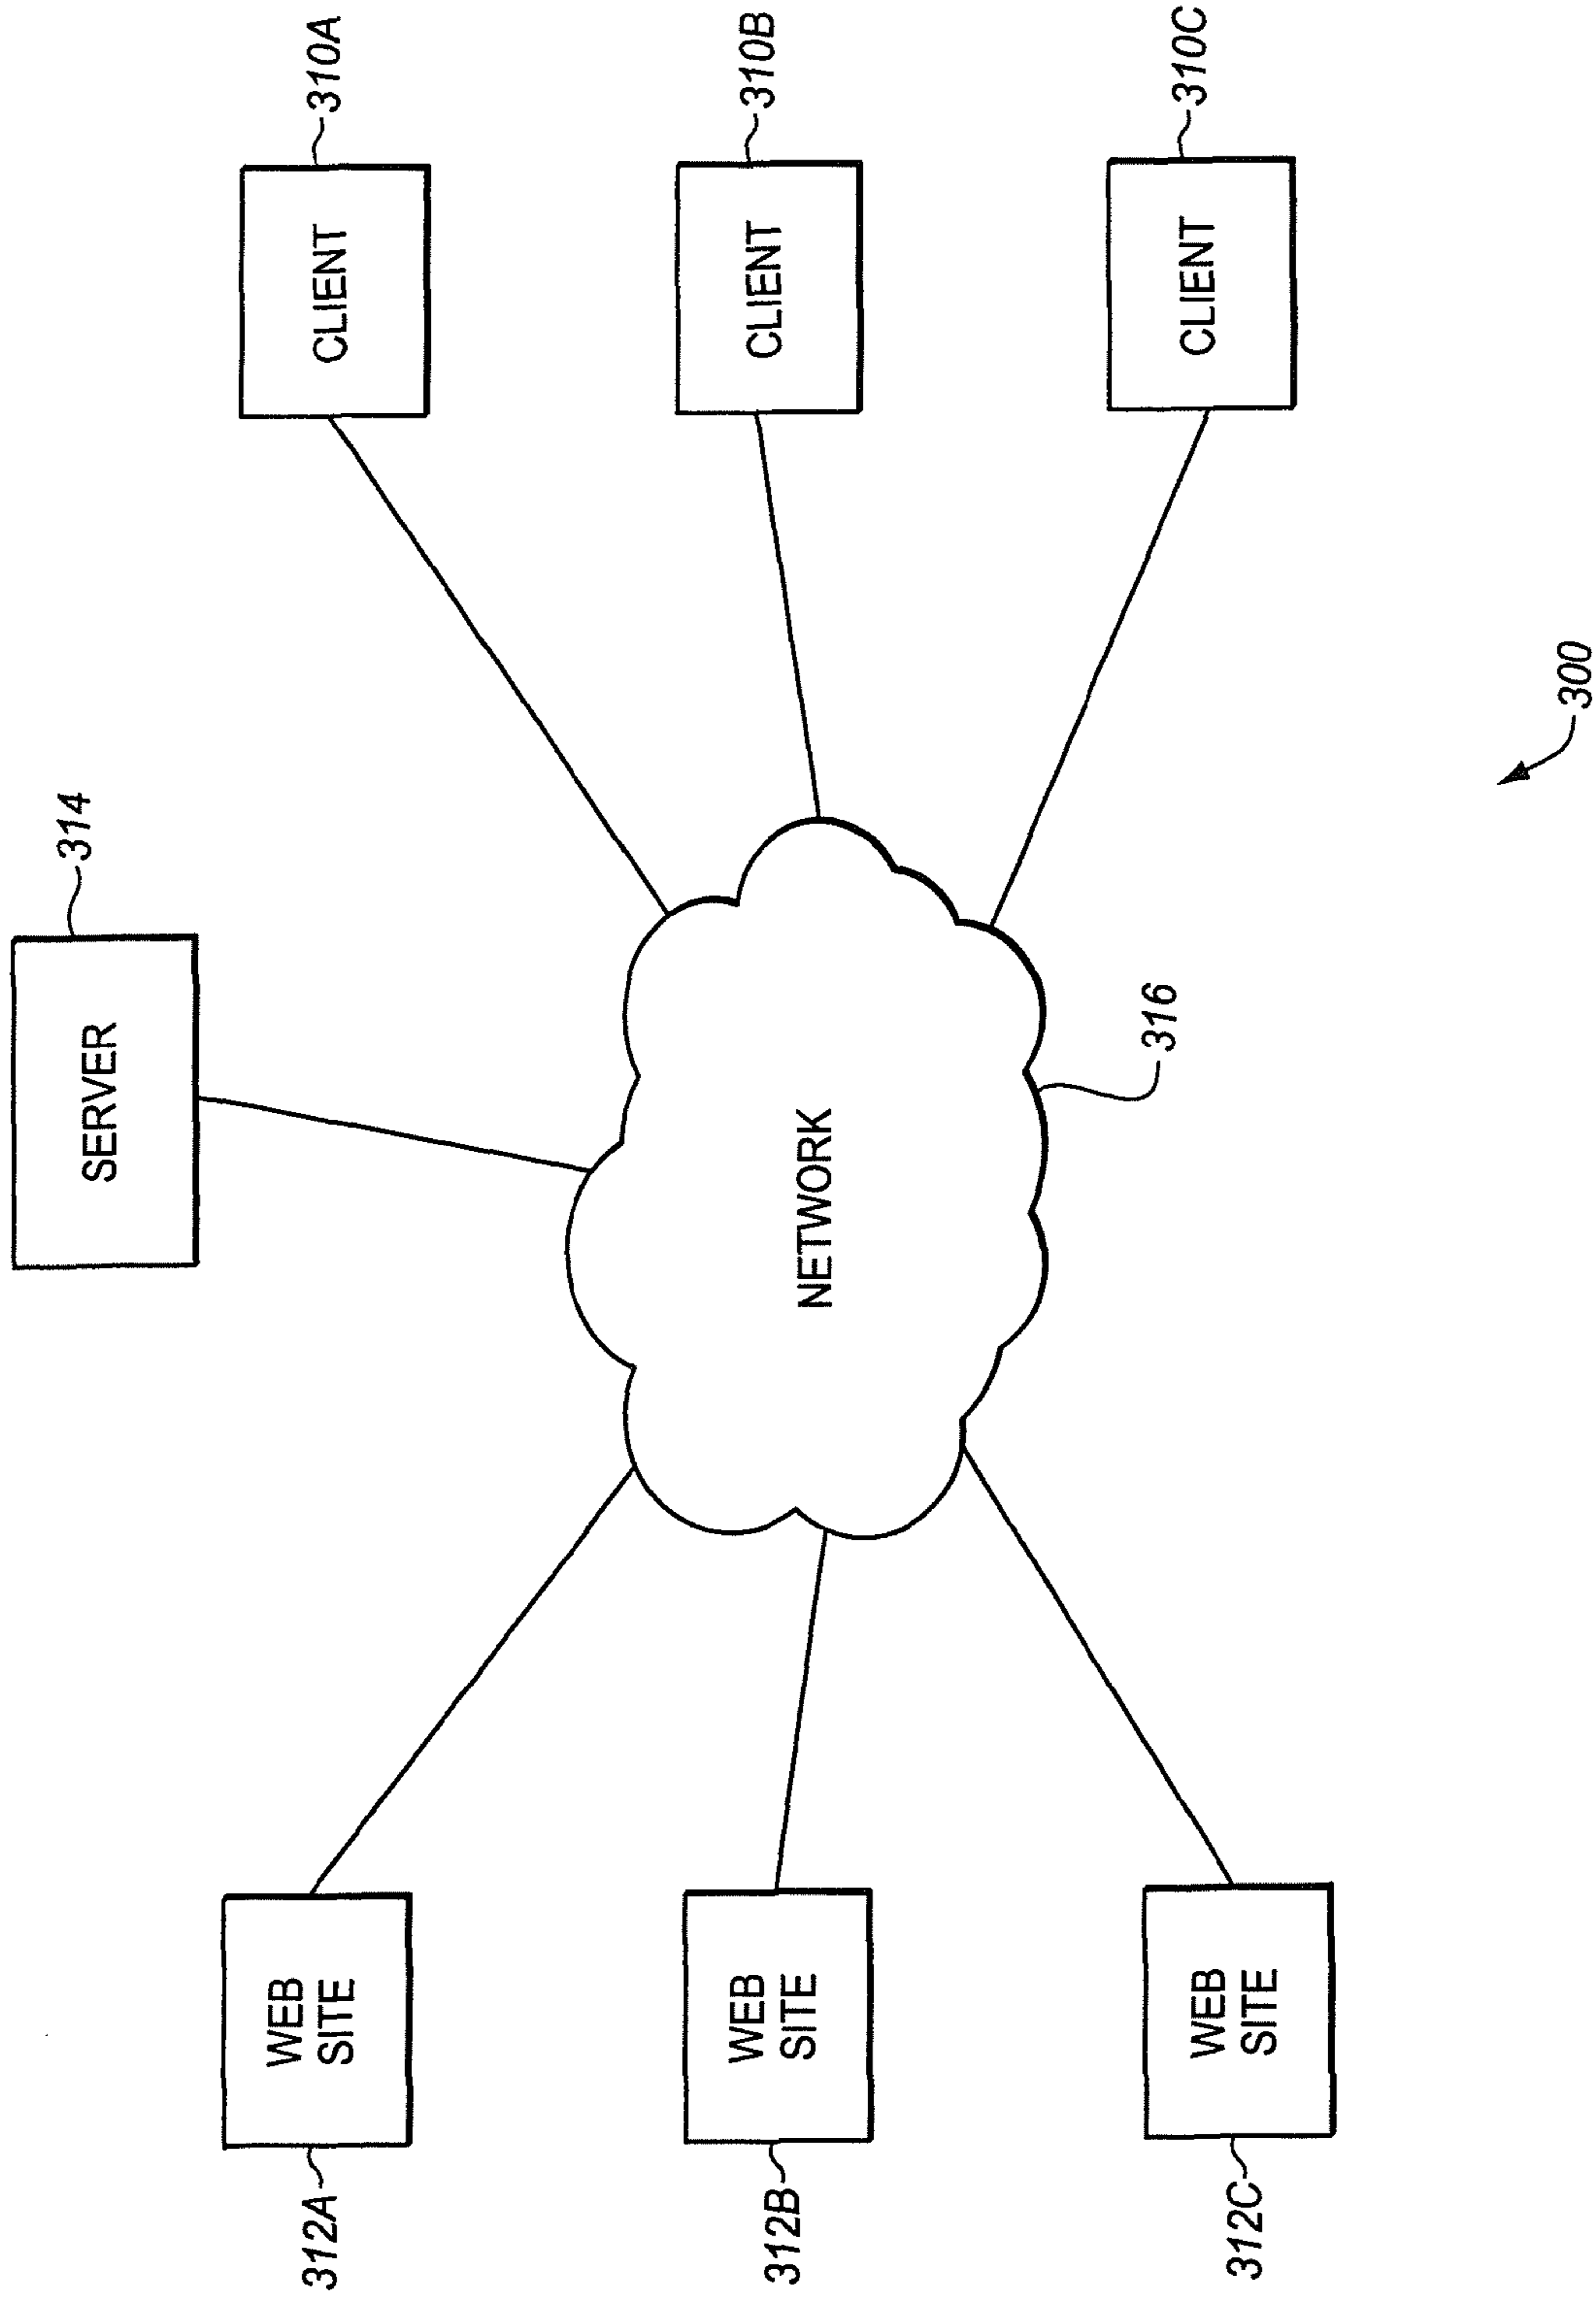 314
SERVER
312A
WEB
SITE
CLIENT
310A
312B
WEB
SITE
NETWORK
CLIENT
310B
316
312C
WEB
SITE
CLIENT
310C
300